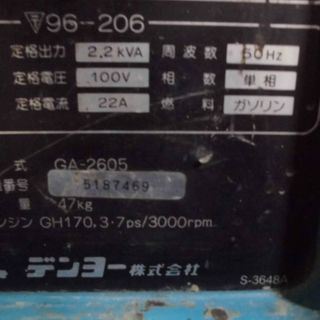 〒96-206
定格出力 2.2kVA 周波数 50Hz
定格電圧 100V 相数 単相
定格電流 22A 燃料 ガソリン
式 GA-2605
番号 5187469
量 47kg
ンジン GH170,3・7ps/3000rpm
デンヨー株式会社
S-3648A